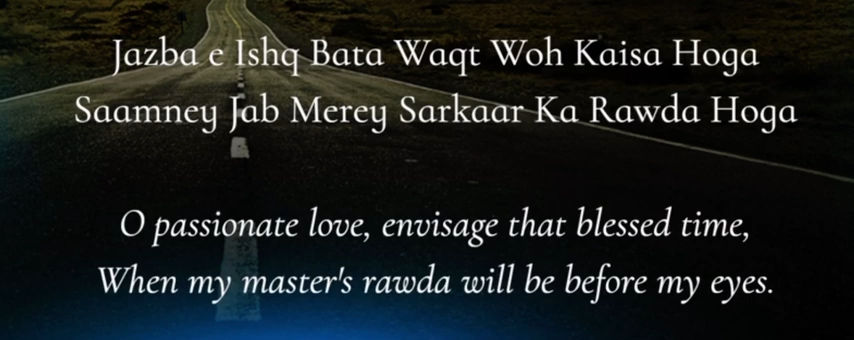 Jazba e Ishq Bata Waqt Woh Kaisa Hoga
Saamney Jab Merey Sarkaar Ka Rawda Hoga
O passionate love, envisage that blessed time,
When my master's rawda will be before my eyes.